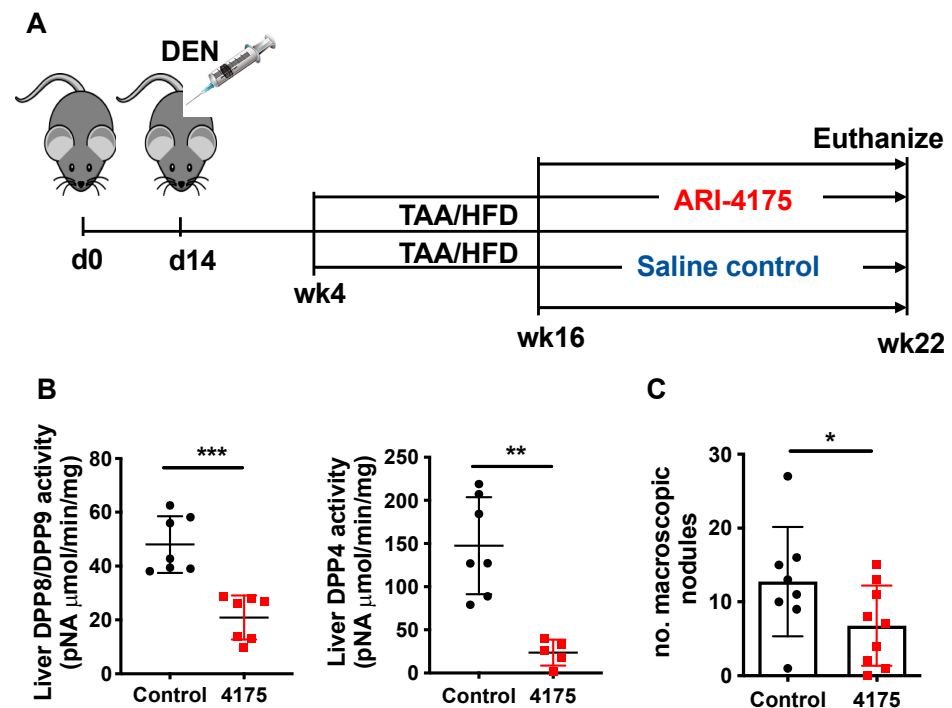 A
DEN
Euthanize
ARI-4175
TAA/HFD
d0
d14
TAA/HFD
Saline control
wk4
wk16
wk22
B
Liver DPP8/DPP9 activity
(pNA μmol/min/mg)
80
60
40
20
0
***
Control
4175
Liver DPP4 activity
(pNA μmol/min/mg)
250
200
150
100
50
0
**
Control
4175
C
no. macroscopic
nodules
30
20
10
0
*
Control
4175